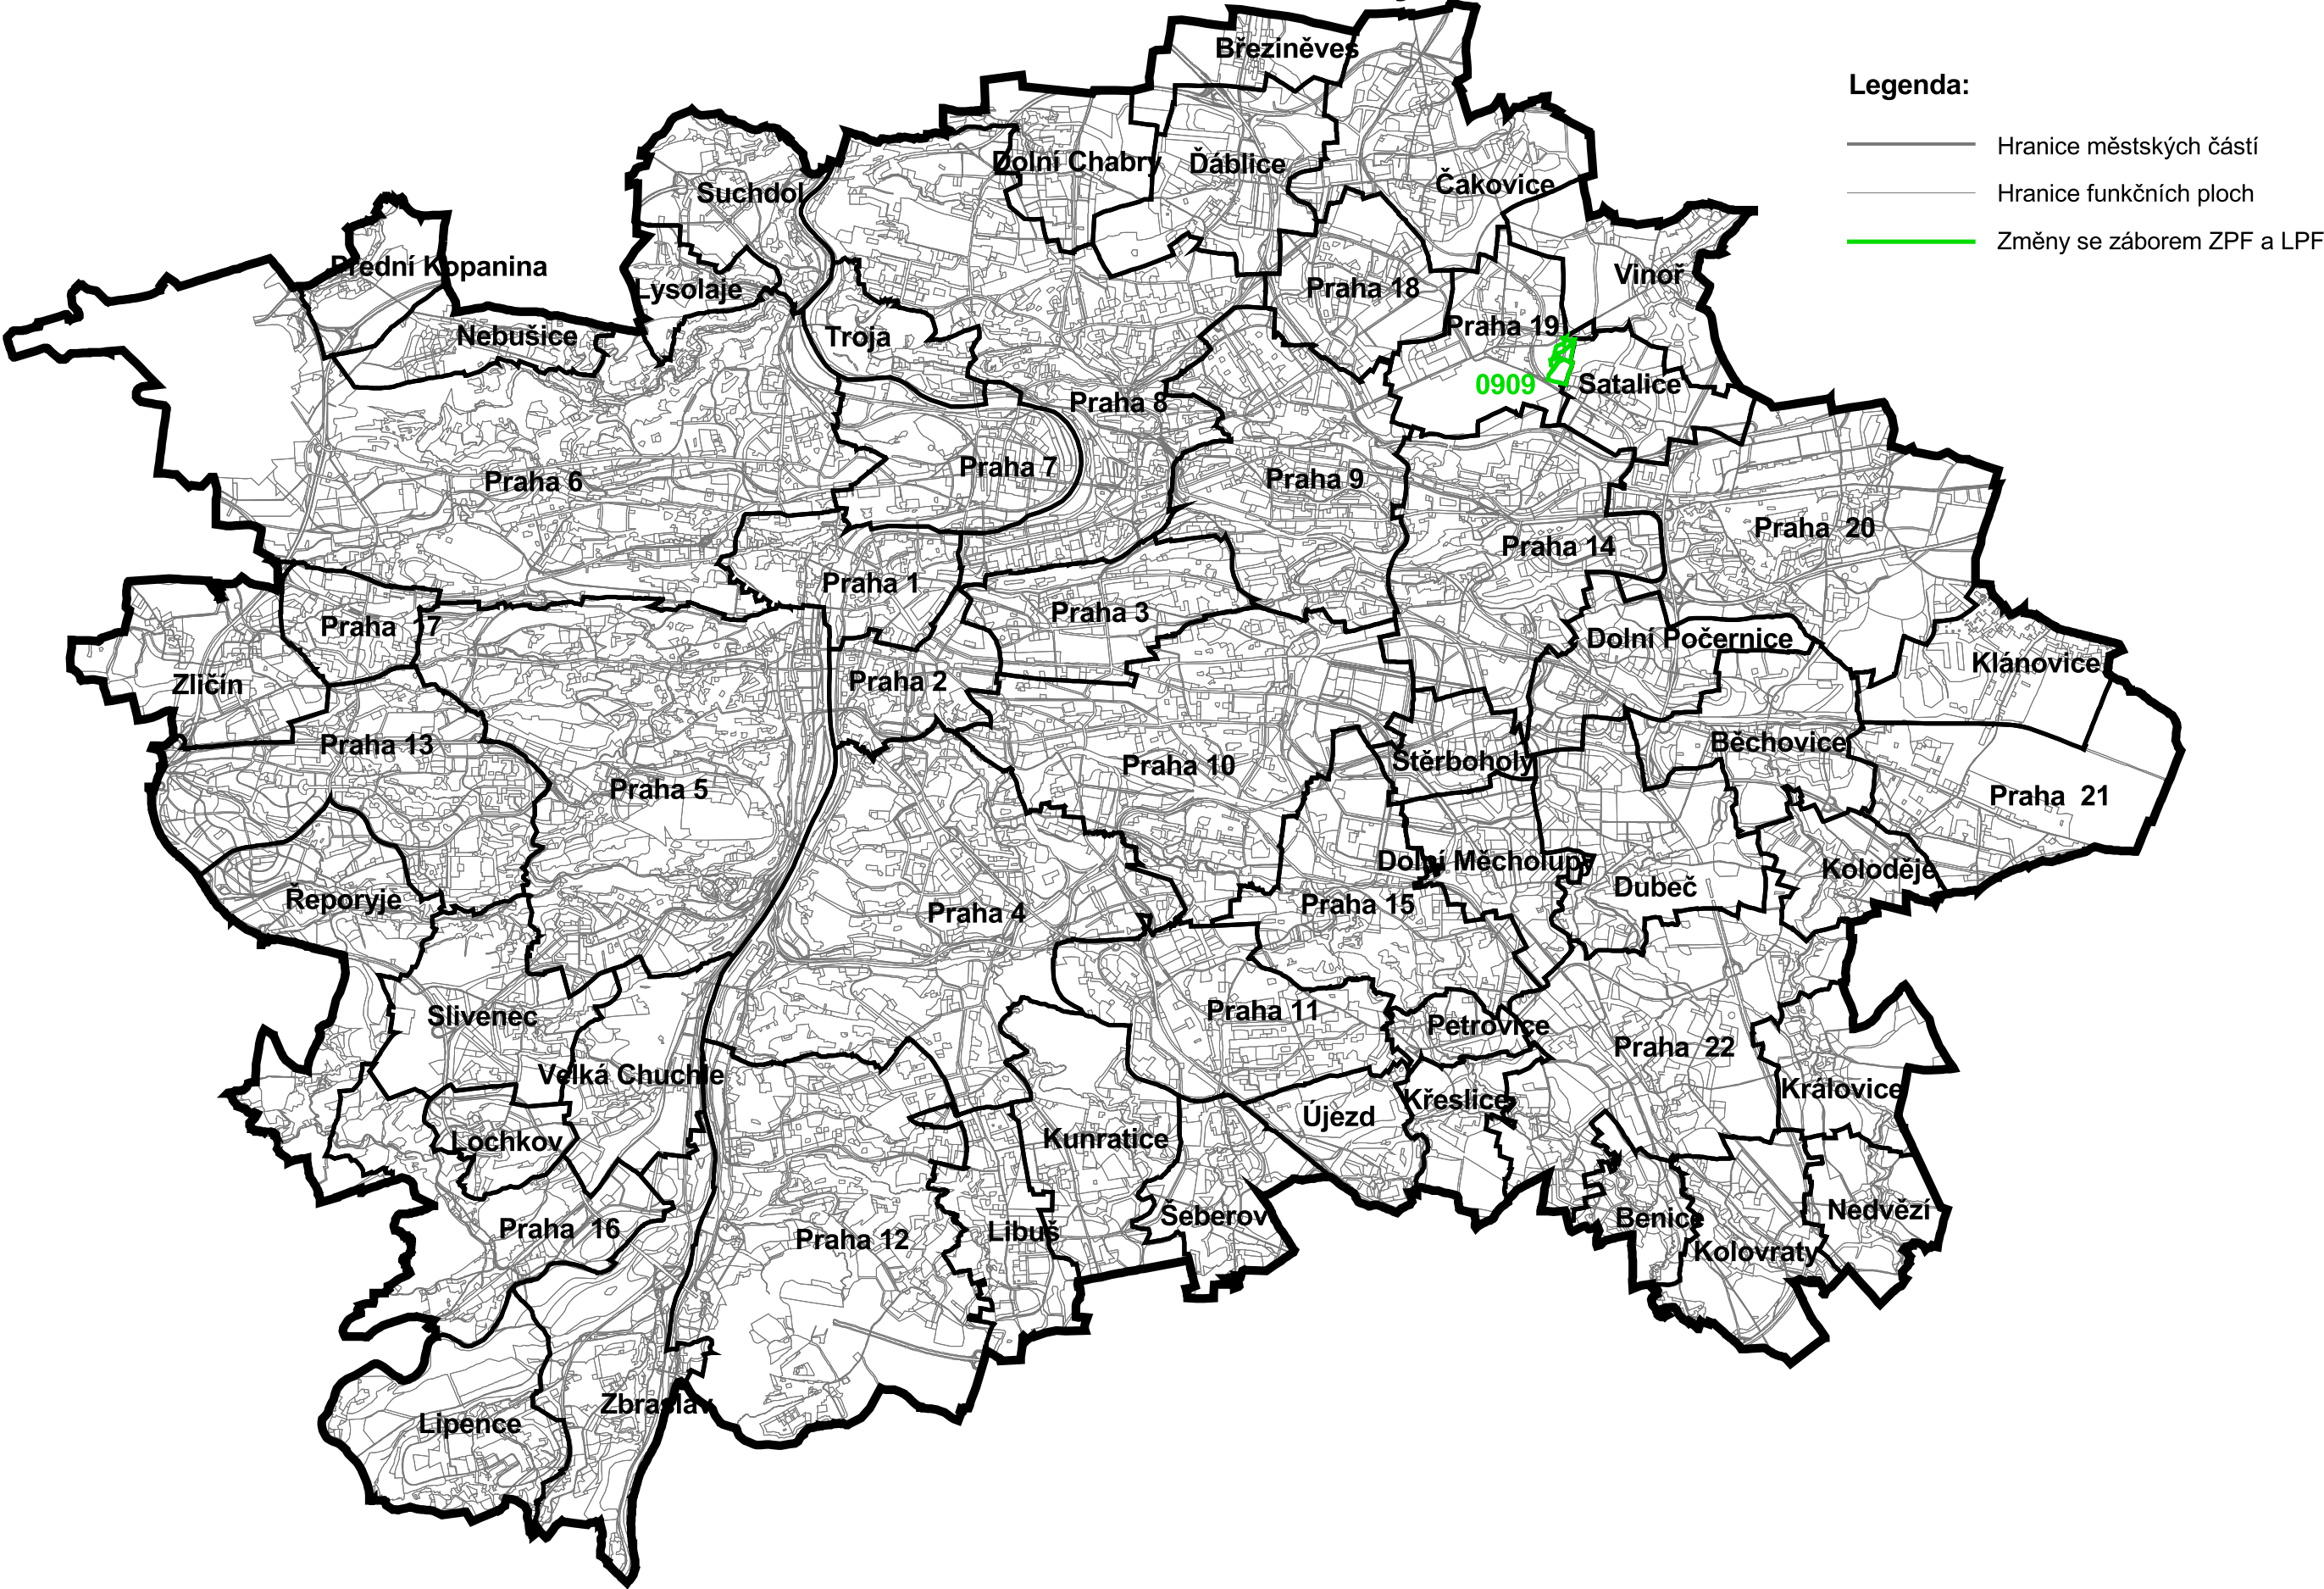 Březiněves
Legenda:
Hranice městských částí
Hranice funkčních ploch
Změny se záborem ZPF a LPF
Dolní Chabry
Ďáblice
Čakovice
Suchdol
Přední Kopanina
Lysolaje
Praha 18
Vinoř
Nebušice
Troja
Praha 19
0909
Satalice
Praha 8
Praha 7
Praha 6
Praha 9
Praha 20
Praha 14
Praha 1
Praha 3
Praha 17
Dolní Počernice
Klánovice
Zličín
Praha 2
Praha 13
Běchovice
Praha 5
Praha 10
Štěrboholy
Praha 21
Dolní Měcholupy
Koloděje
Dubeč
Řeporyje
Praha 4
Praha 15
Slivenec
Praha 11
Petrovice
Praha 22
Velká Chuchle
Královice
Křeslice
Újezd
Lochkov
Kunratice
Praha 16
Praha 12
Libuš
Šeberov
Benice
Nedvězí
Kolovraty
Zbraslav
Lipence